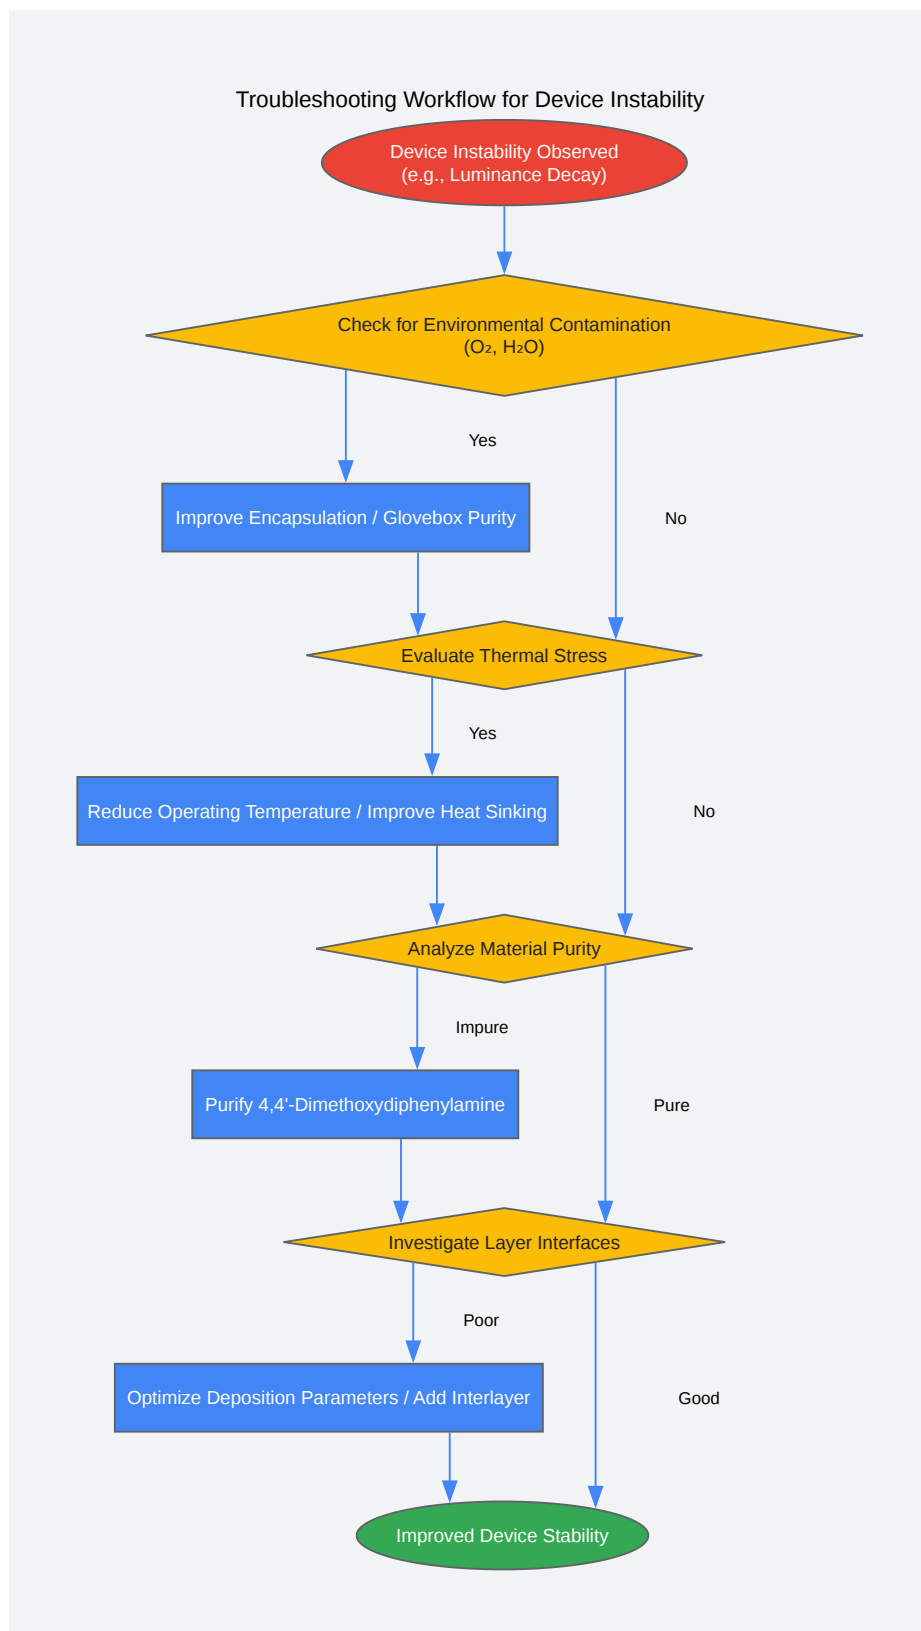 Troubleshooting Workflow for Device Instability
Device Instability Observed
(e.g., Luminance Decay)
Check for Environmental Contamination
(O₂, H₂O)
Yes
Improve Encapsulation / Glovebox Purity
No
Evaluate Thermal Stress
Yes
Reduce Operating Temperature / Improve Heat Sinking
No
Analyze Material Purity
Impure
Purify 4,4'-Dimethoxydiphenylamine
Pure
Investigate Layer Interfaces
Poor
Optimize Deposition Parameters / Add Interlayer
Good
Improved Device Stability